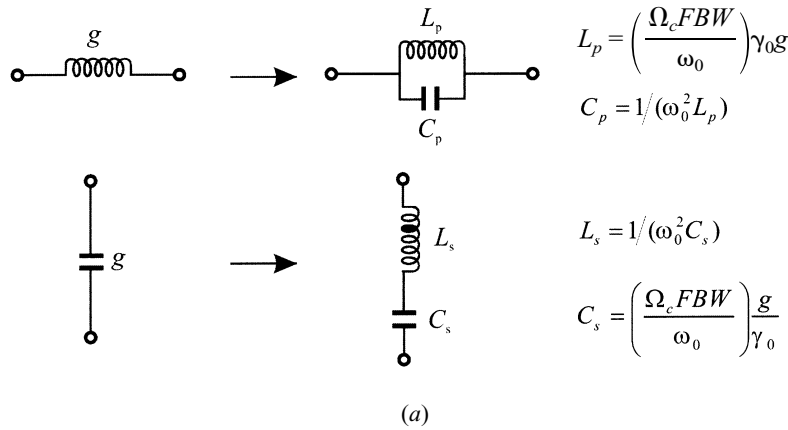 g
L_p
C_p
L_p = (Ω_c FBW / ω_0) γ_0 g
C_p = 1/(ω_0^2 L_p)
g
L_s
C_s
L_s = 1/(ω_0^2 C_s)
C_s = (Ω_c FBW / ω_0) g / γ_0
(a)